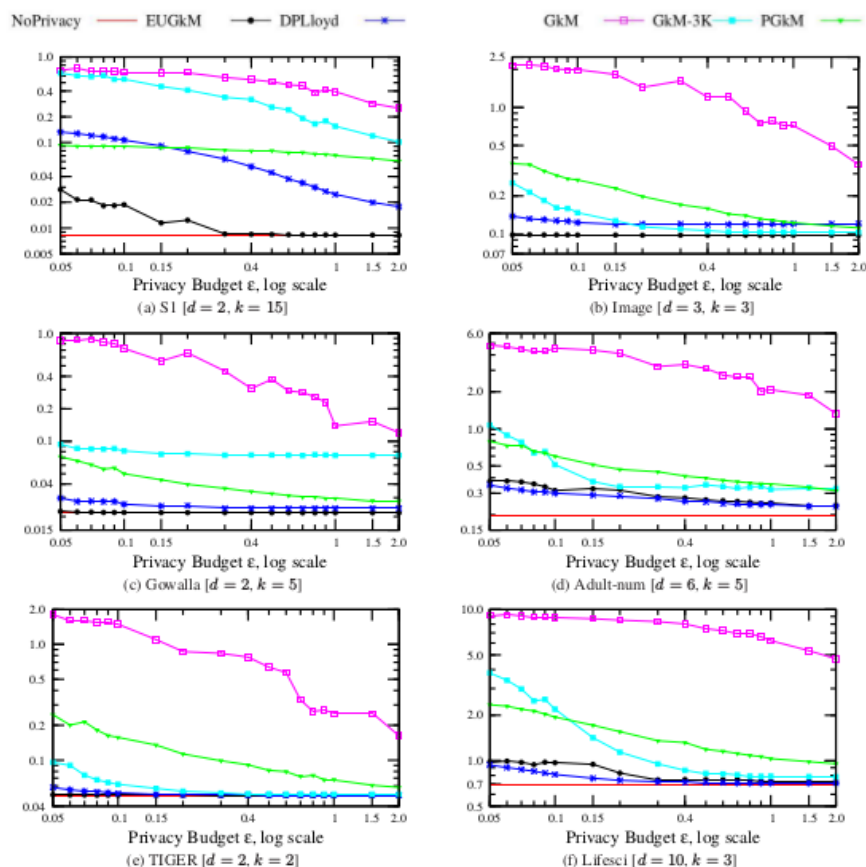 NoPrivacy EUGkM DPLloyd GkM GkM-3K PGkM
1.0
0.4
0.2
0.1
0.04
0.02
0.01
0.005
0.05 0.1 0.15 0.4 1 1.5 2.0
Privacy Budget ε, log scale
(a) S1 [d = 2, k = 15]
2.5
1.0
0.5
0.2
0.1
0.07
0.05 0.1 0.15 0.4 1 1.5 2.0
Privacy Budget ε, log scale
(b) Image [d = 3, k = 3]
1.0
0.4
0.2
0.1
0.04
0.015
0.05 0.1 0.15 0.4 1 1.5 2.0
Privacy Budget ε, log scale
(c) Gowalla [d = 2, k = 5]
6.0
2.0
1.0
0.5
0.3
0.15
0.05 0.1 0.15 0.4 1 1.5 2.0
Privacy Budget ε, log scale
(d) Adult-num [d = 6, k = 5]
2.0
1.0
0.5
0.2
0.1
0.04
0.05 0.1 0.15 0.4 1 1.5 2.0
Privacy Budget ε, log scale
(e) TIGER [d = 2, k = 2]
10.0
5.0
2.0
1.0
0.7
0.5
0.05 0.1 0.15 0.4 1 1.5 2.0
Privacy Budget ε, log scale
(f) Lifesci [d = 10, k = 3]